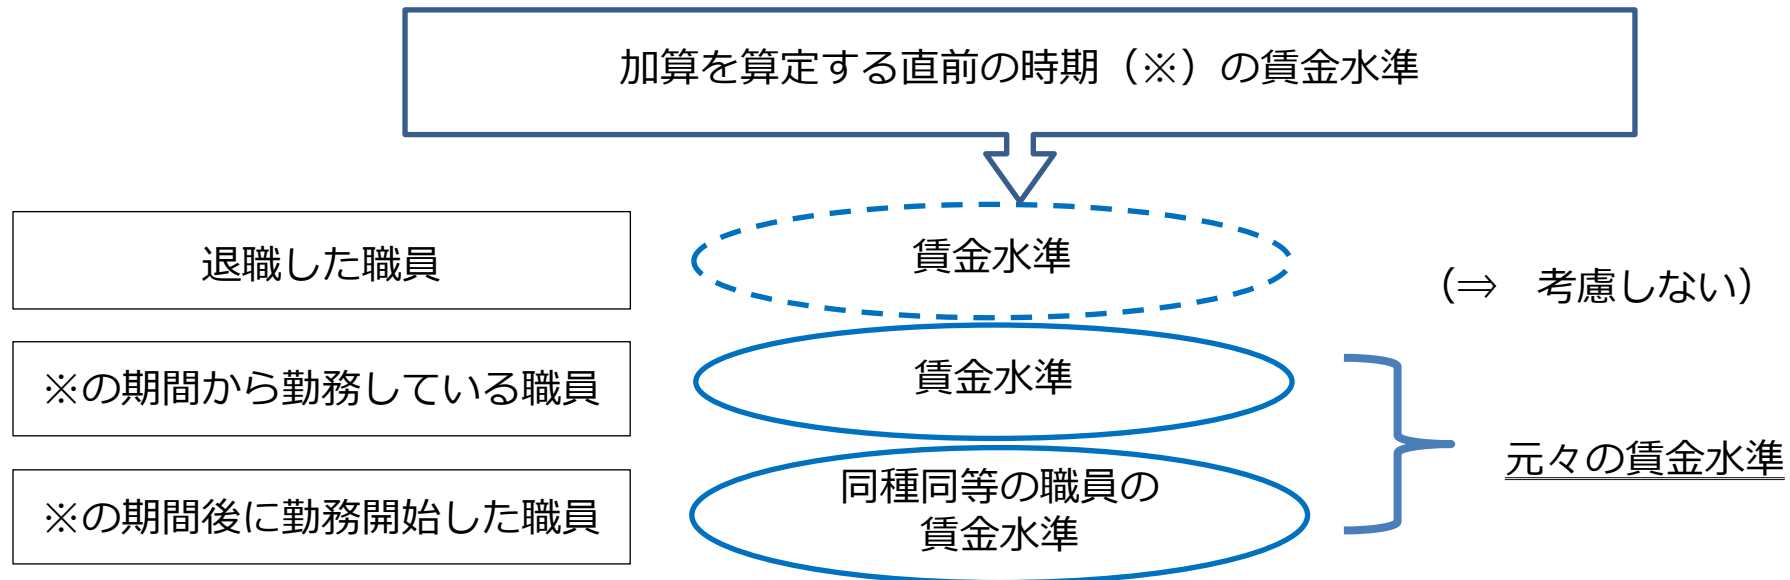 加算を算定する直前の時期（※）の賃金水準
退職した職員
賃金水準
（⇒　考慮しない）
※の期間から勤務している職員
賃金水準
元々の賃金水準
※の期間後に勤務開始した職員
同種同等の職員の
賃金水準